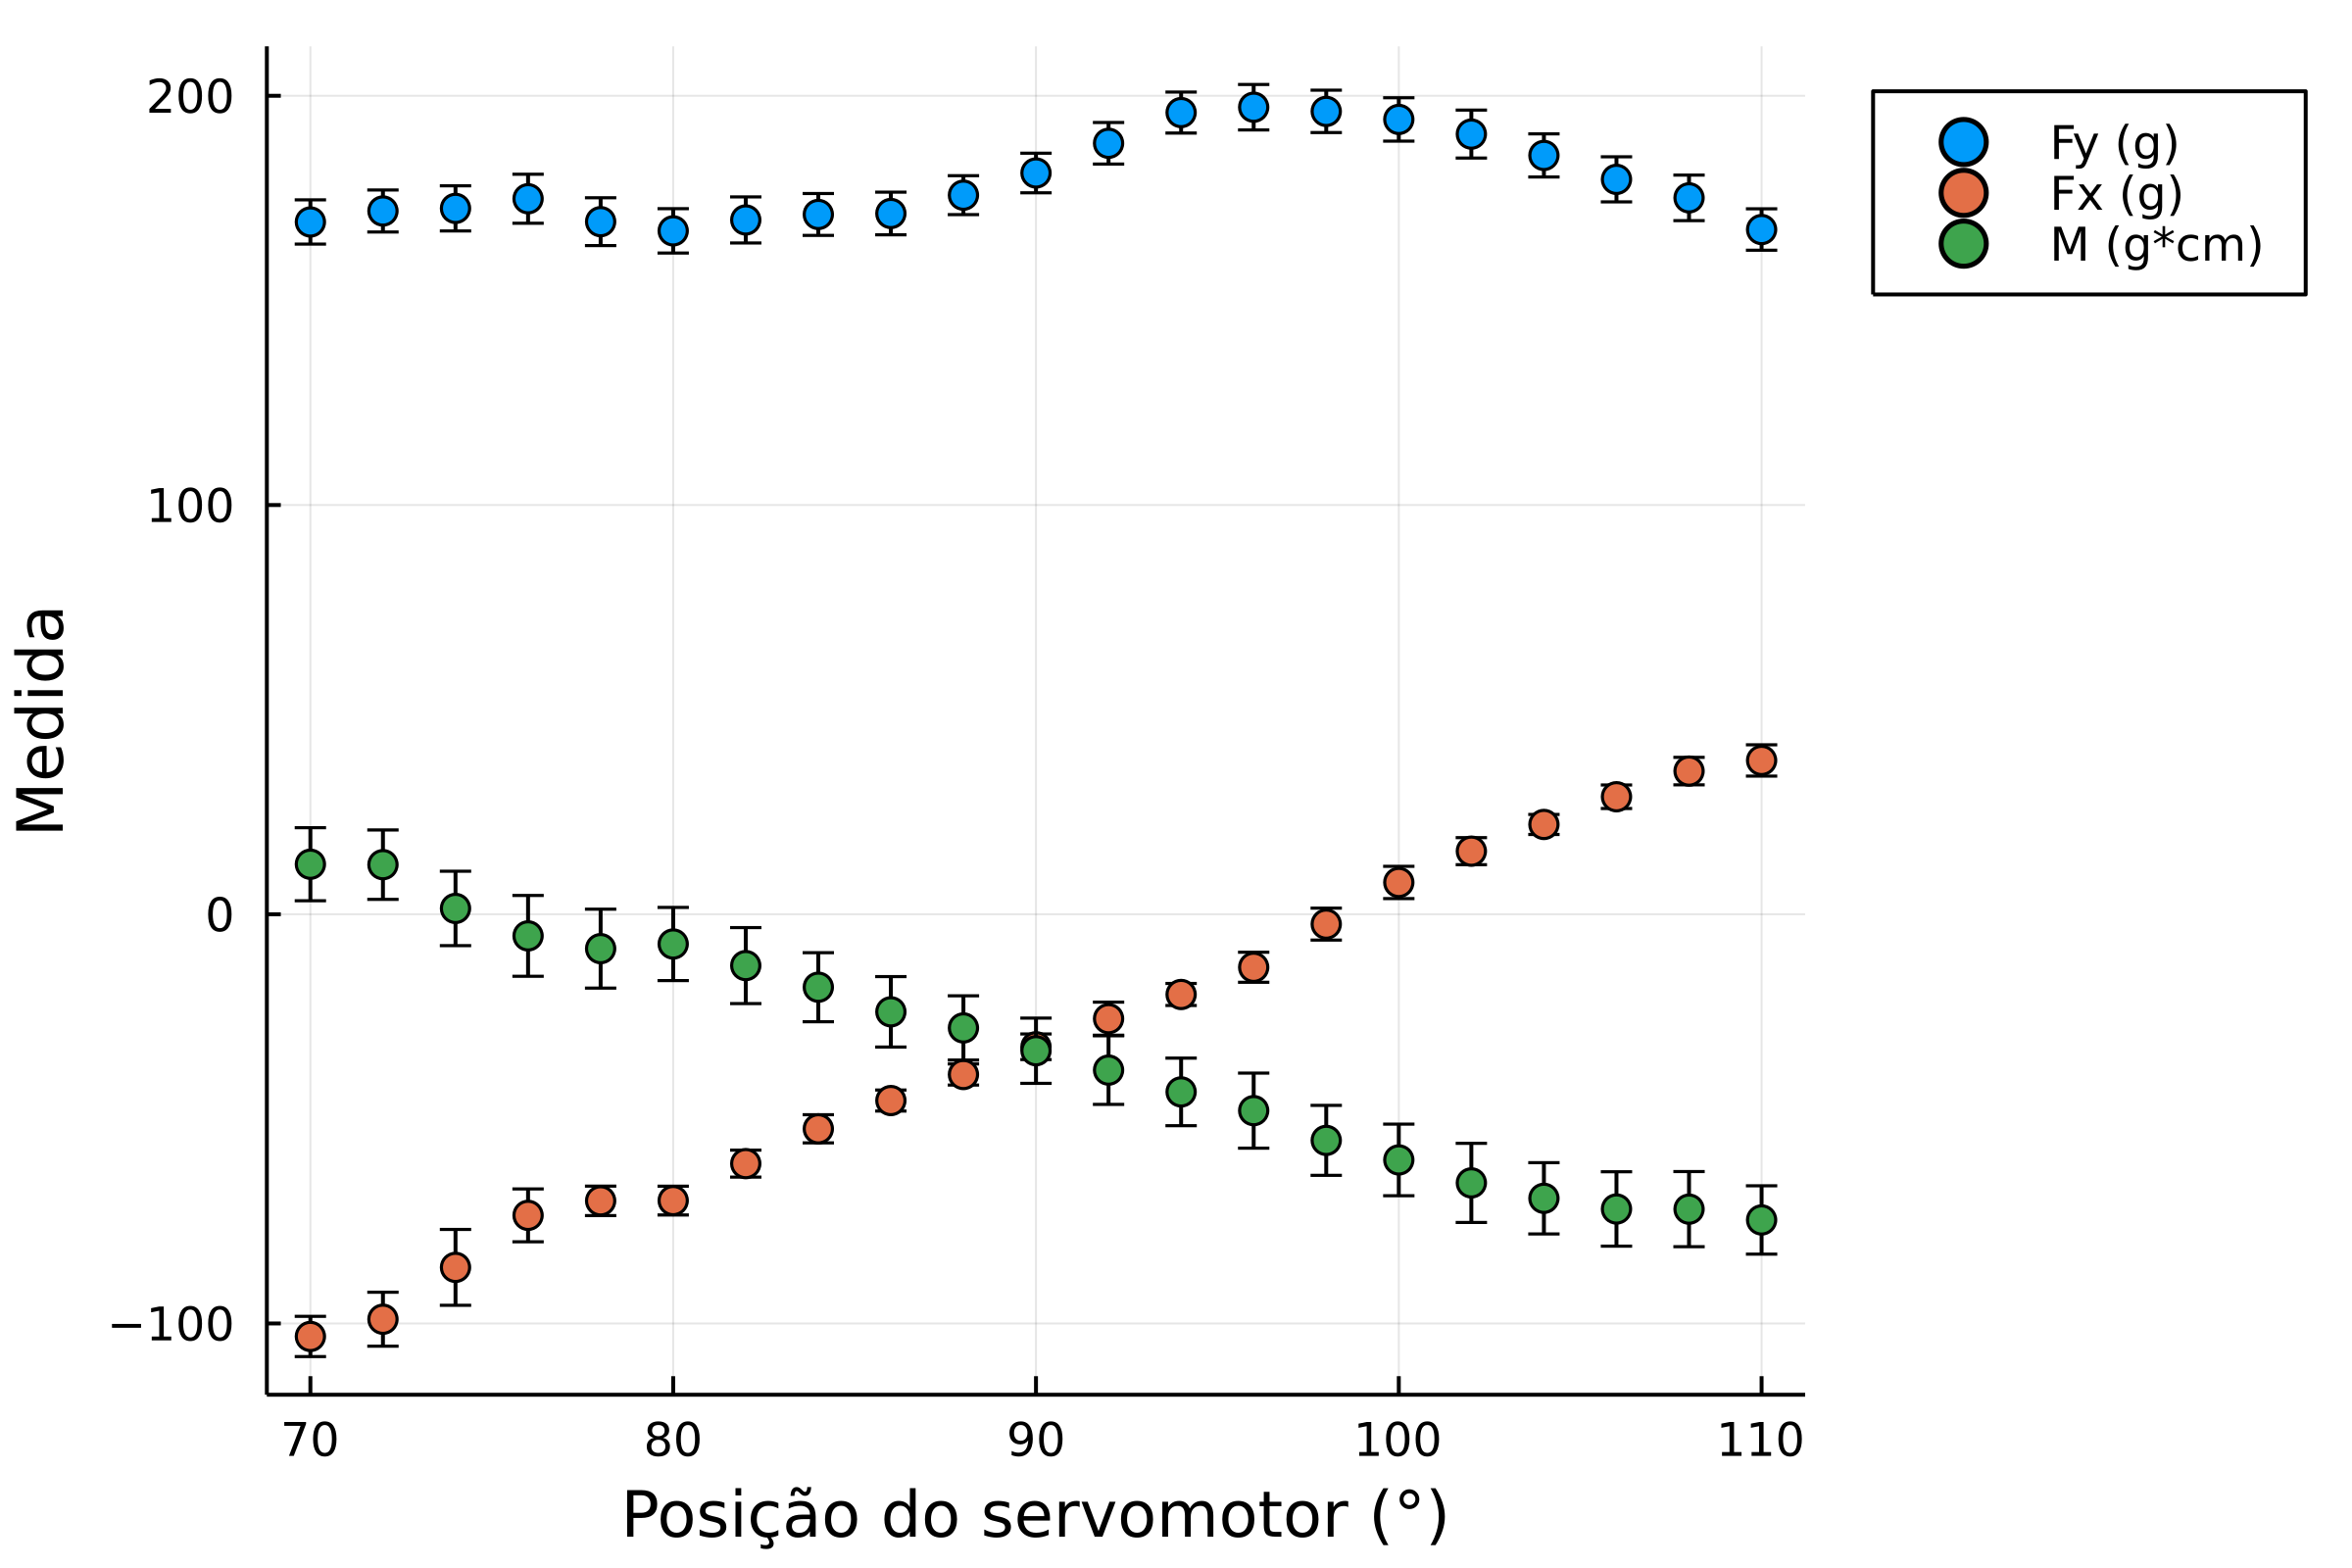 200
100
0
−100
Medida
70 80 90 100 110
Posição do servomotor (°)
Fy (g)
Fx (g)
M (g*cm)